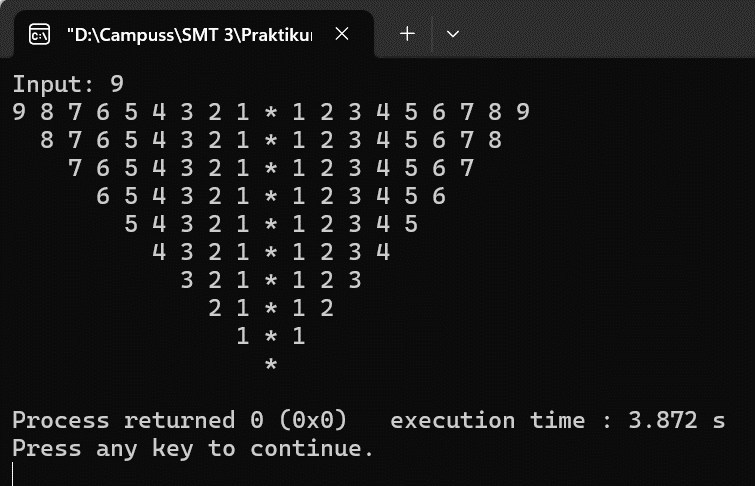 "D:\Campuss\SMT 3\Praktiku
Input: 9
9 8 7 6 5 4 3 2 1 * 1 2 3 4 5 6 7 8 9
  8 7 6 5 4 3 2 1 * 1 2 3 4 5 6 7 8
    7 6 5 4 3 2 1 * 1 2 3 4 5 6 7
      6 5 4 3 2 1 * 1 2 3 4 5 6
        5 4 3 2 1 * 1 2 3 4 5
          4 3 2 1 * 1 2 3 4
            3 2 1 * 1 2 3
              2 1 * 1 2
                1 * 1
                  *
Process returned 0 (0x0)   execution time : 3.872 s
Press any key to continue.